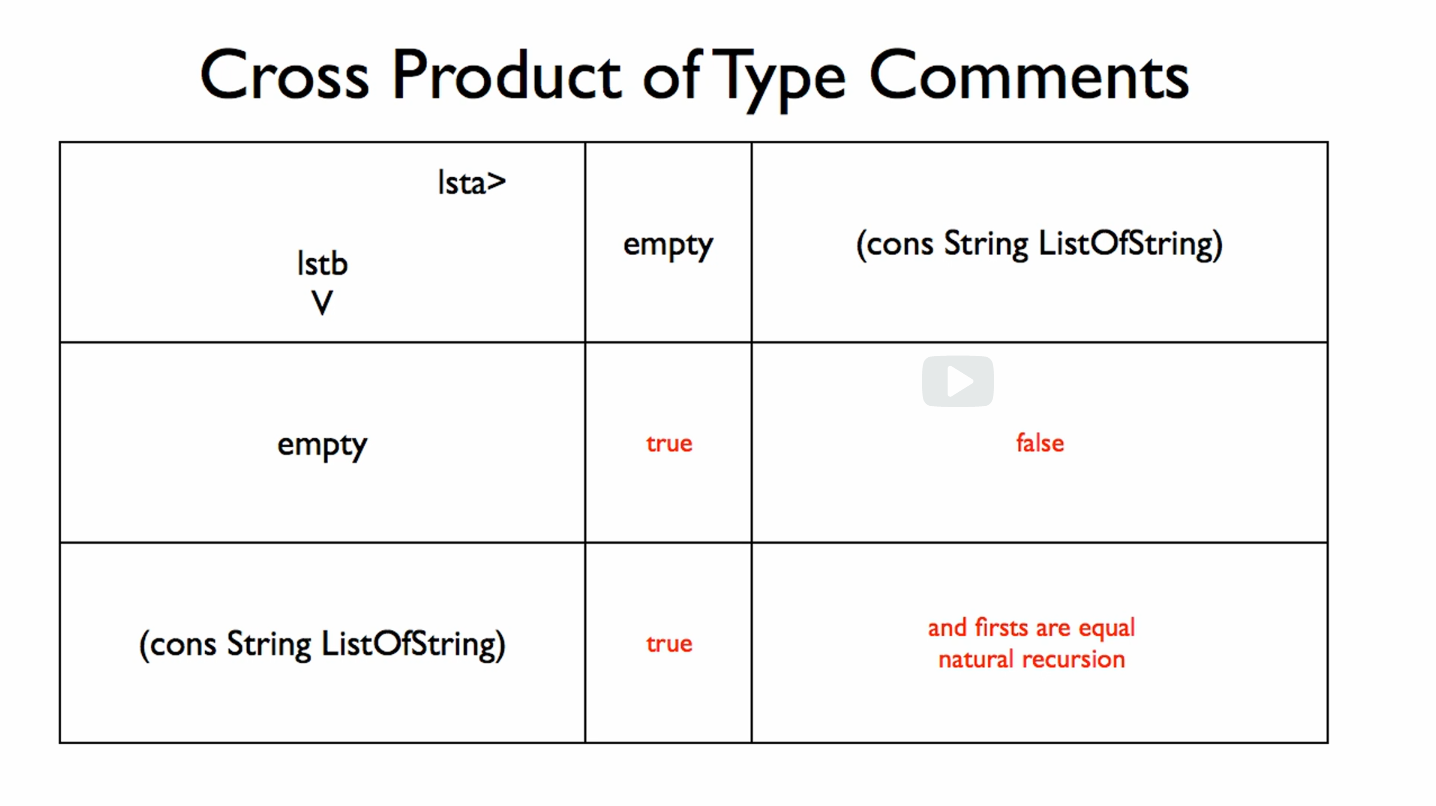 Cross Product of Type Comments
lsta>
lstb
V
empty
(cons String ListOfString)
empty
true
false
(cons String ListOfString)
true
and firsts are equal
natural recursion